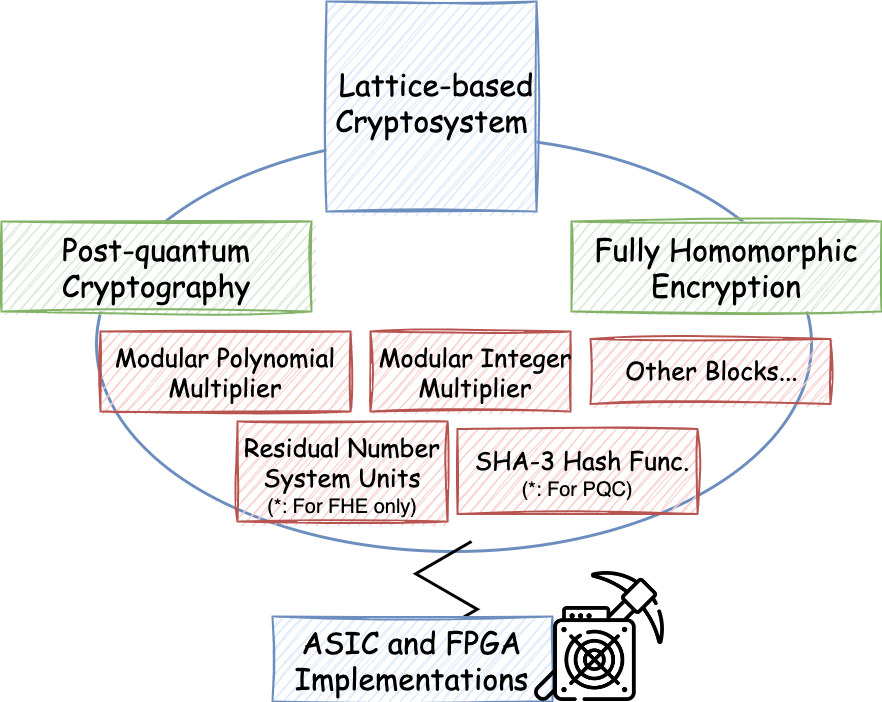 Lattice-based
Cryptosystem
Post-quantum
Cryptography
Fully Homomorphic
Encryption
Modular Polynomial
Multiplier
Modular Integer
Multiplier
Other Blocks...
Residual Number
System Units
(*: For FHE only)
SHA-3 Hash Func.
(*: For PQC)
ASIC and FPGA
Implementations